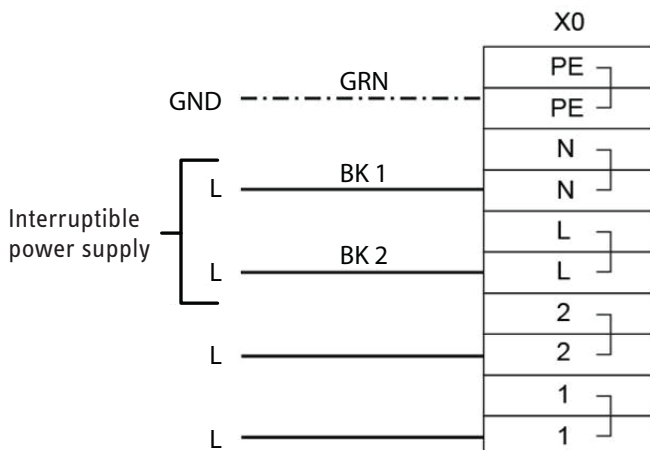 X0
PE
GRN
GND
PE
N
BK 1
L
N
Interruptible
power supply
L
BK 2
L
L
2
L
2
1
L
1